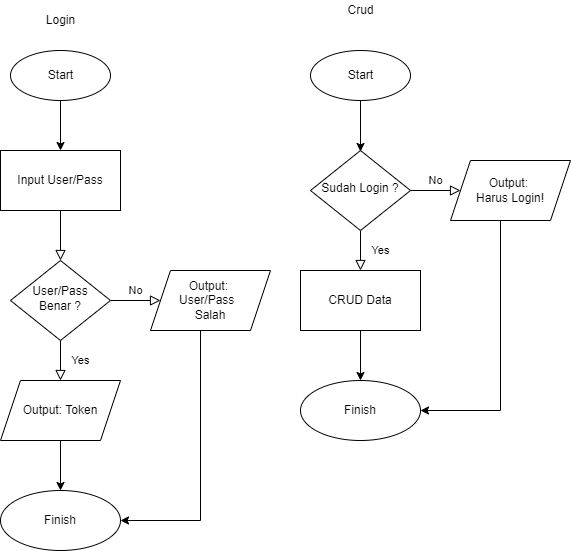 Login
Start
Input User/Pass
User/Pass
Benar ?
No
Output:
User/Pass
Salah
Yes
Output: Token
Finish
Crud
Start
Sudah Login ?
No
Output:
Harus Login!
Yes
CRUD Data
Finish